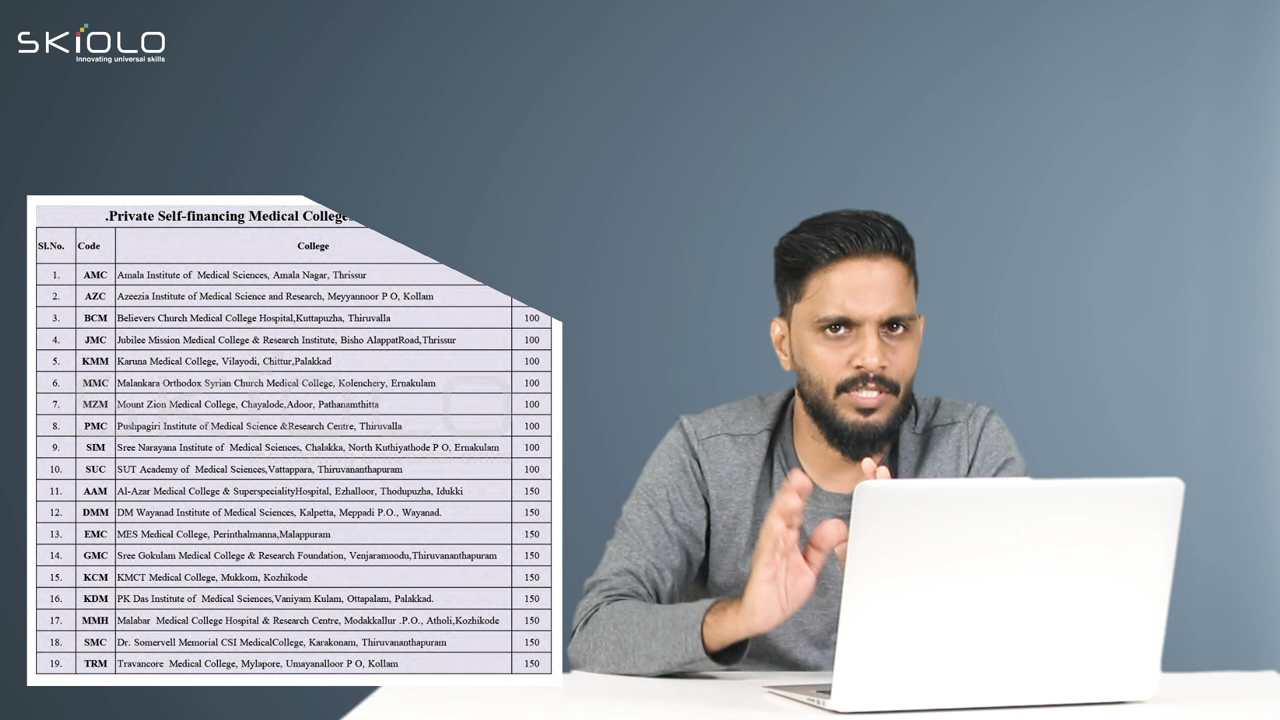 SKIOLO
Innovating universal skills
.Private Self-financing Medical College
Sl.No. Code College
1. AMC Amala Institute of Medical Sciences, Amala Nagar, Thrissur
2. AZC Azeezia Institute of Medical Science and Research, Meyyannoor P O, Kollam
3. BCM Believers Church Medical College Hospital,Kuttapuzha, Thiruvalla 100
4. JMC Jubilee Mission Medical College & Research Institute, Bisho AlappatRoad,Thrissur 100
5. KMM Karuna Medical College, Vilayodi, Chittur,Palakkad 100
6. MMC Malankara Orthodox Syrian Church Medical College, Kolenchery, Ernakulam 100
7. MZM Mount Zion Medical College, Chayalode,Adoor, Pathanamthitta 100
8. PMC Pushpagiri Institute of Medical Science &Research Centre, Thiruvalla 100
9. SIM Sree Narayana Institute of Medical Sciences, Chalakka, North Kuthiyathode P O, Ernakulam 100
10. SUC SUT Academy of Medical Sciences,Vattappara, Thiruvananthapuram 100
11. AAM Al-Azar Medical College & SuperspecialityHospital, Ezhalloor, Thodupuzha, Idukki 150
12. DMM DM Wayanad Institute of Medical Sciences, Kalpetta, Meppadi P.O., Wayanad. 150
13. EMC MES Medical College, Perinthalmanna,Malappuram 150
14. GMC Sree Gokulam Medical College & Research Foundation, Venjaramoodu,Thiruvananthapuram 150
15. KCM KMCT Medical College, Mukkom, Kozhikode 150
16. KDM PK Das Institute of Medical Sciences,Vaniyam Kulam, Ottapalam, Palakkad. 150
17. MMH Malabar Medical College Hospital & Research Centre, Modakkallur .P.O., Atholi,Kozhikode 150
18. SMC Dr. Somervell Memorial CSI MedicalCollege, Karakonam, Thiruvananthapuram 150
19. TRM Travancore Medical College, Mylapore, Umayanalloor P O, Kollam 150